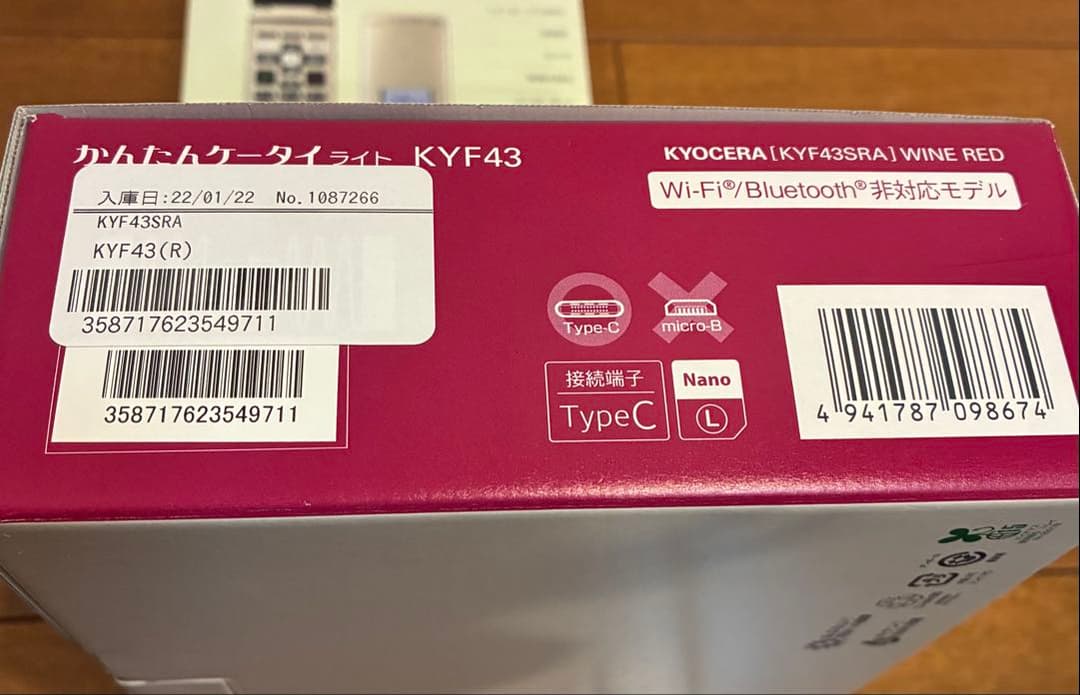 かんたんケータイ ライト KYF43
KYOCERA [KYF43SRA] WINE RED
Wi-Fi®/Bluetooth®非対応モデル
入庫日:22/01/22 No.1087266
KYF43SRA
KYF43(R)
358717623549711
358717623549711
Type-C
micro-B
接続端子
TypeC
Nano
L
4 941787 098674